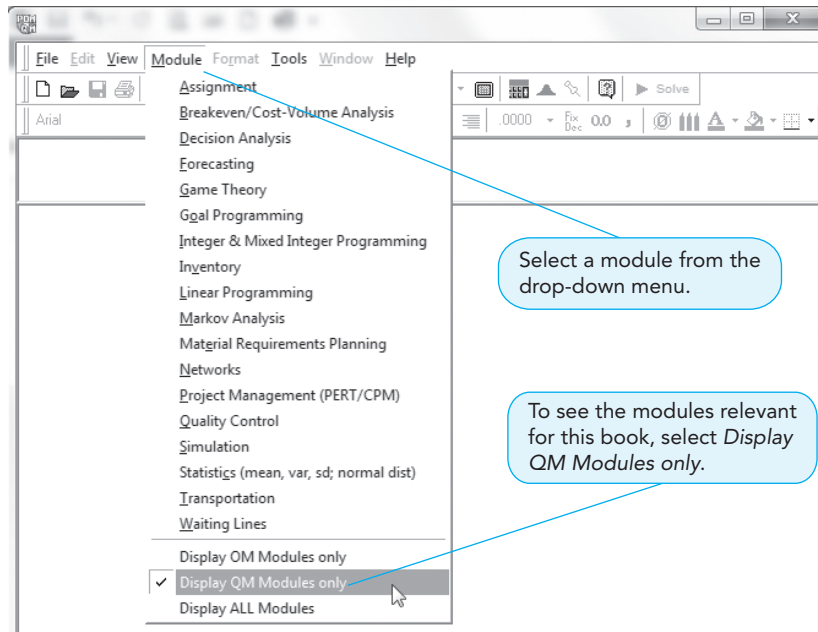 POM
QM
File Edit View Module Format Tools Window Help
Solve
Arial
.0000 Fix Dec 0.0 ,
Assignment
Breakeven/Cost-Volume Analysis
Decision Analysis
Forecasting
Game Theory
Goal Programming
Integer & Mixed Integer Programming
Inventory
Linear Programming
Markov Analysis
Material Requirements Planning
Networks
Project Management (PERT/CPM)
Quality Control
Simulation
Statistics (mean, var, sd; normal dist)
Transportation
Waiting Lines
Display OM Modules only
Display QM Modules only
Display ALL Modules
Select a module from the
drop-down menu.
To see the modules relevant
for this book, select Display
QM Modules only.